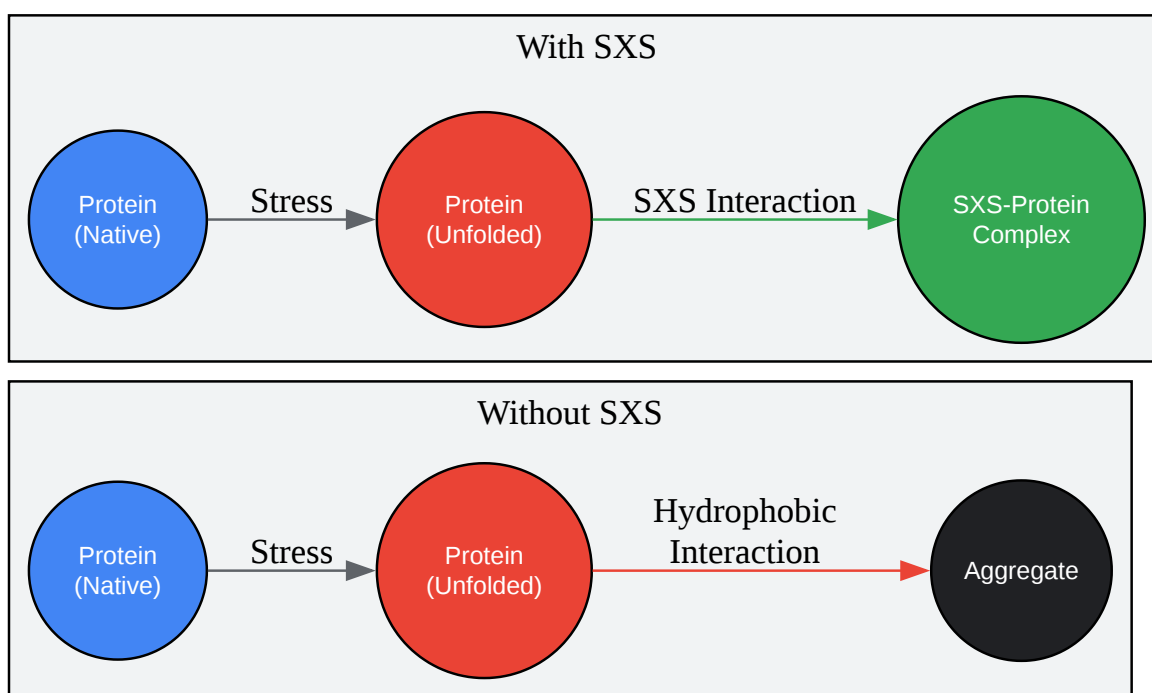 With SXS
Protein
(Native)
Stress
Protein
(Unfolded)
SXS Interaction
SXS-Protein
Complex
Without SXS
Protein
(Native)
Stress
Protein
(Unfolded)
Hydrophobic
Interaction
Aggregate